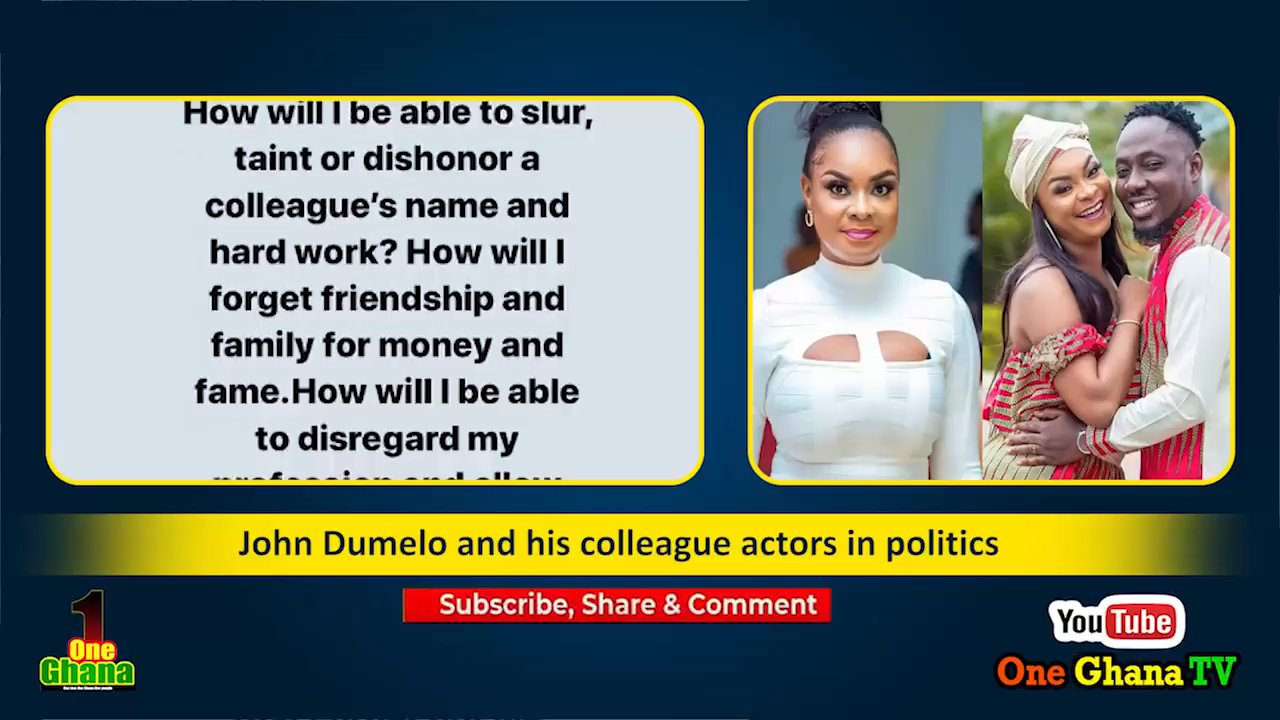 How will I be able to slur,
taint or dishonor a
colleague's name and
hard work? How will I
forget friendship and
family for money and
fame.How will I be able
to disregard my
John Dumelo and his colleague actors in politics
Subscribe, Share & Comment
1
One
Ghana
YouTube
One Ghana TV